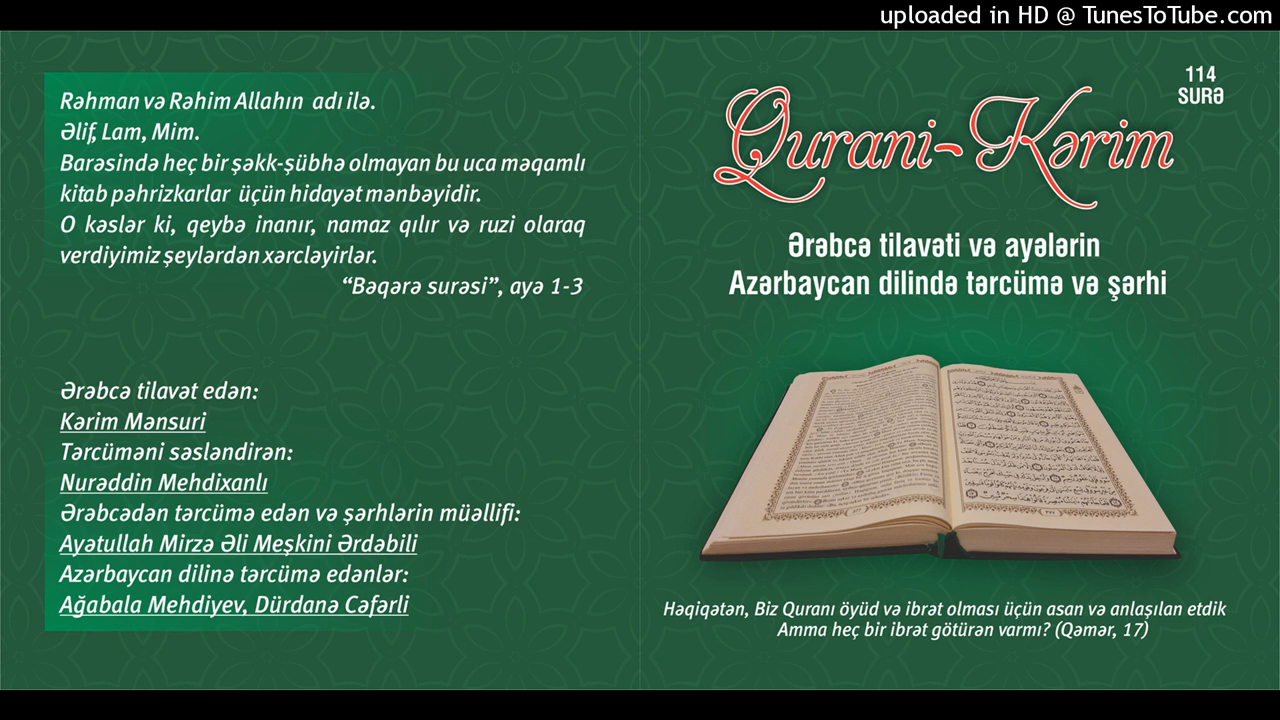 uploaded in HD @ TunesToTube.com
Rəhman və Rəhim Allahın adı ilə.
Əlif, Lam, Mim.
Barəsində heç bir şəkk-şübhə olmayan bu uca məqamlı
kitab pəhrizkarlar üçün hidayət mənbəyidir.
O kəslər ki, qeybə inanır, namaz qılır və ruzi olaraq
verdiyimiz şeylərdən xərcləyirlər.
“Bəqərə surəsi”, ayə 1-3
Ərəbcə tilavət edən:
Kərim Mənsuri
Tərcüməni səsləndirən:
Nurəddin Mehdixanlı
Ərəbcədən tərcümə edən və şərhlərin müəllifi:
Ayətullah Mirzə Əli Meşkini Ərdəbili
Azərbaycan dilinə tərcümə edənlər:
Ağabala Mehdiyev, Dürdanə Cəfərli
114
SURƏ
Qurani-Kərim
Ərəbcə tilavəti və ayələrin
Azərbaycan dilində tərcümə və şərhi
Həqiqətən, Biz Quranı öyüd və ibrət olması üçün asan və anlaşılan etdik
Amma heç bir ibrət götürən varmı? (Qəmər, 17)